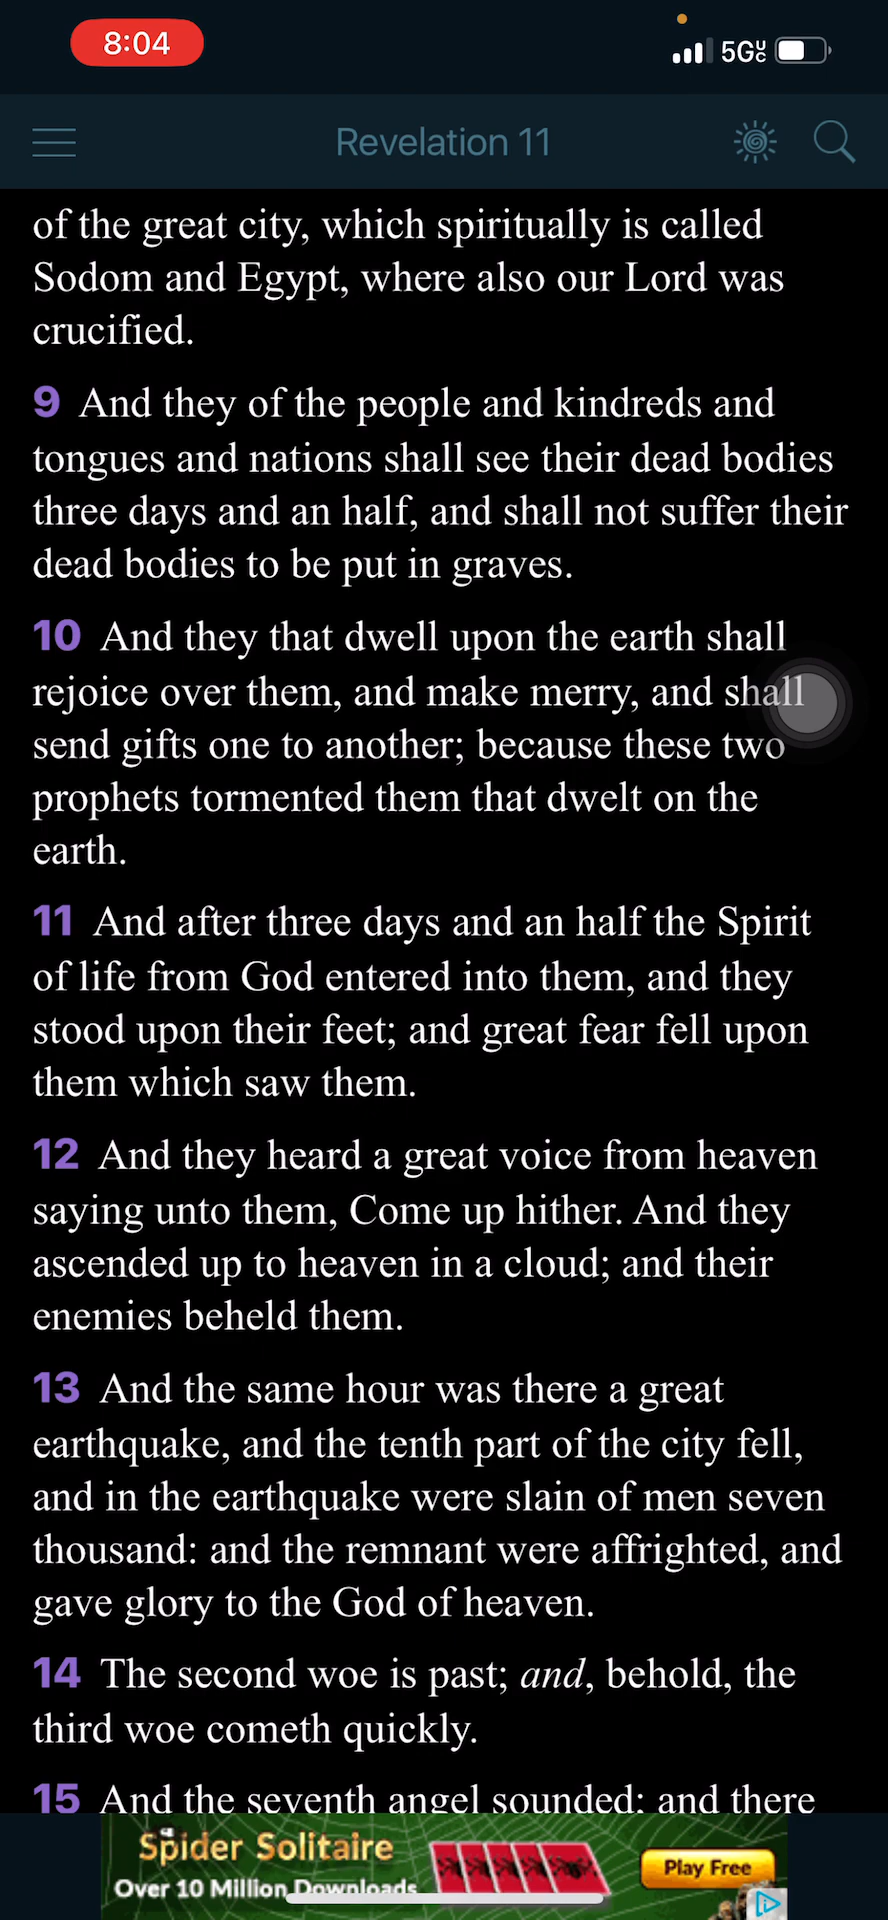 8:04
5GUC
Revelation 11
of the great city, which spiritually is called
Sodom and Egypt, where also our Lord was
crucified.
9 And they of the people and kindreds and
tongues and nations shall see their dead bodies
three days and an half, and shall not suffer their
dead bodies to be put in graves.
10 And they that dwell upon the earth shall
rejoice over them, and make merry, and shall
send gifts one to another; because these two
prophets tormented them that dwelt on the
earth.
11 And after three days and an half the Spirit
of life from God entered into them, and they
stood upon their feet; and great fear fell upon
them which saw them.
12 And they heard a great voice from heaven
saying unto them, Come up hither. And they
ascended up to heaven in a cloud; and their
enemies beheld them.
13 And the same hour was there a great
earthquake, and the tenth part of the city fell,
and in the earthquake were slain of men seven
thousand: and the remnant were affrighted, and
gave glory to the God of heaven.
14 The second woe is past; and, behold, the
third woe cometh quickly.
15 And the seventh angel sounded; and there
Spider Solitaire
Over 10 Million Downloads
Play Free